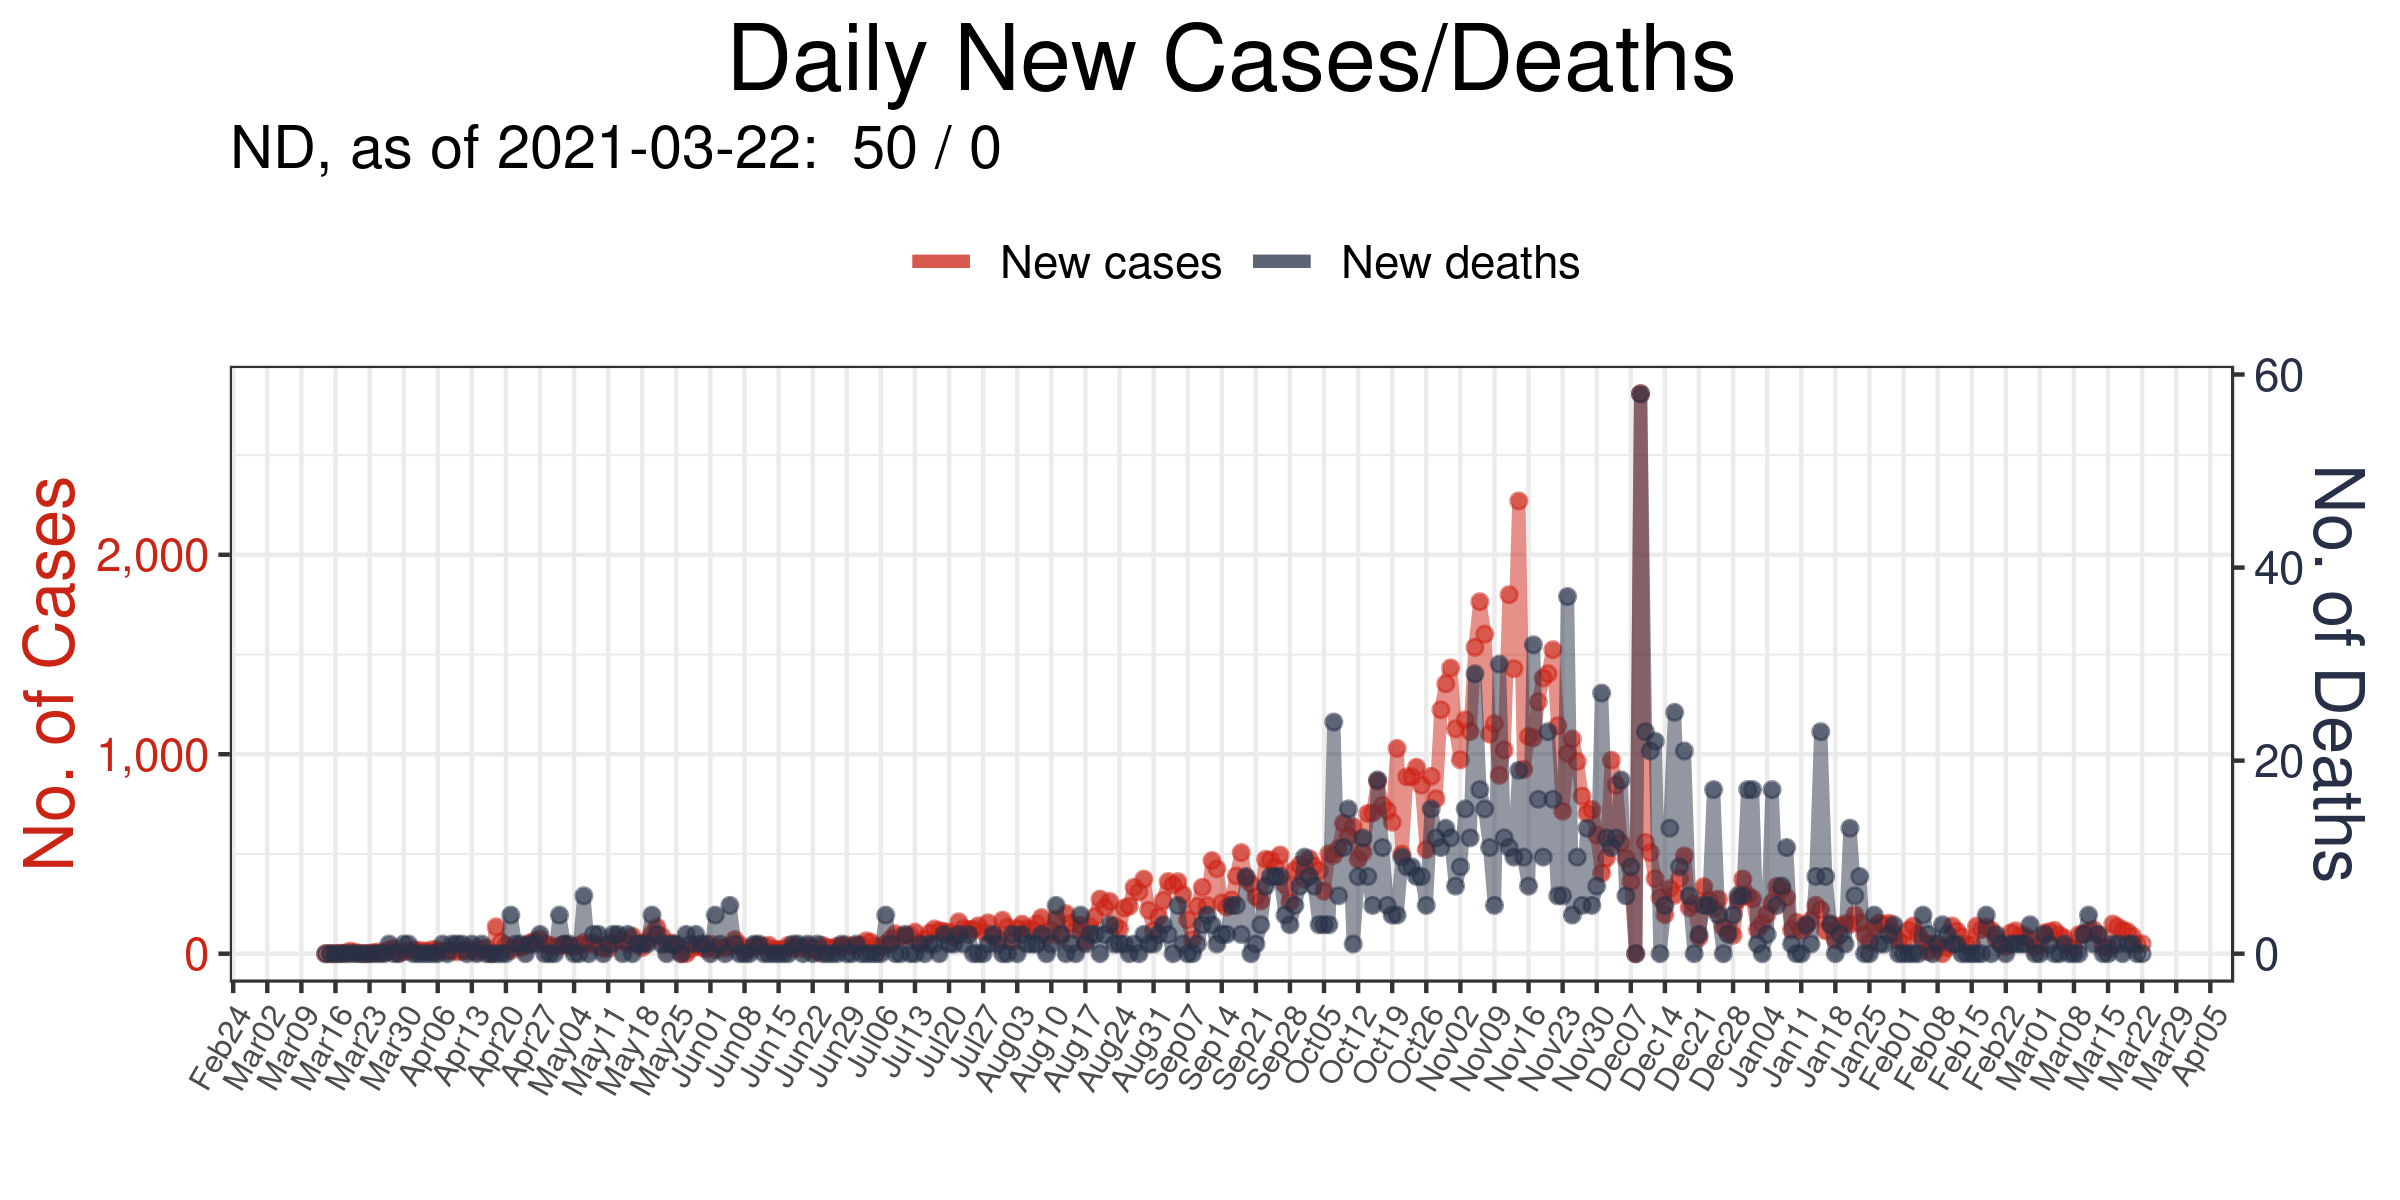 Daily New Cases/Deaths
ND, as of 2021-03-22: 50 / 0
New cases New deaths
No. of Cases
2,000
1,000
0
60
40
20
0
No. of Deaths
Feb24 Mar02 Mar09 Mar16 Mar23 Mar30 Apr06 Apr13 Apr20 Apr27 May04 May11 May18 May25 Jun01 Jun08 Jun15 Jun22 Jun29 Jul06 Jul13 Jul20 Jul27 Aug03 Aug10 Aug17 Aug24 Aug31 Sep07 Sep14 Sep21 Sep28 Oct05 Oct12 Oct19 Oct26 Nov02 Nov09 Nov16 Nov23 Nov30 Dec07 Dec14 Dec21 Dec28 Jan04 Jan11 Jan18 Jan25 Feb01 Feb08 Feb15 Feb22 Mar01 Mar08 Mar15 Mar22 Mar29 Apr05